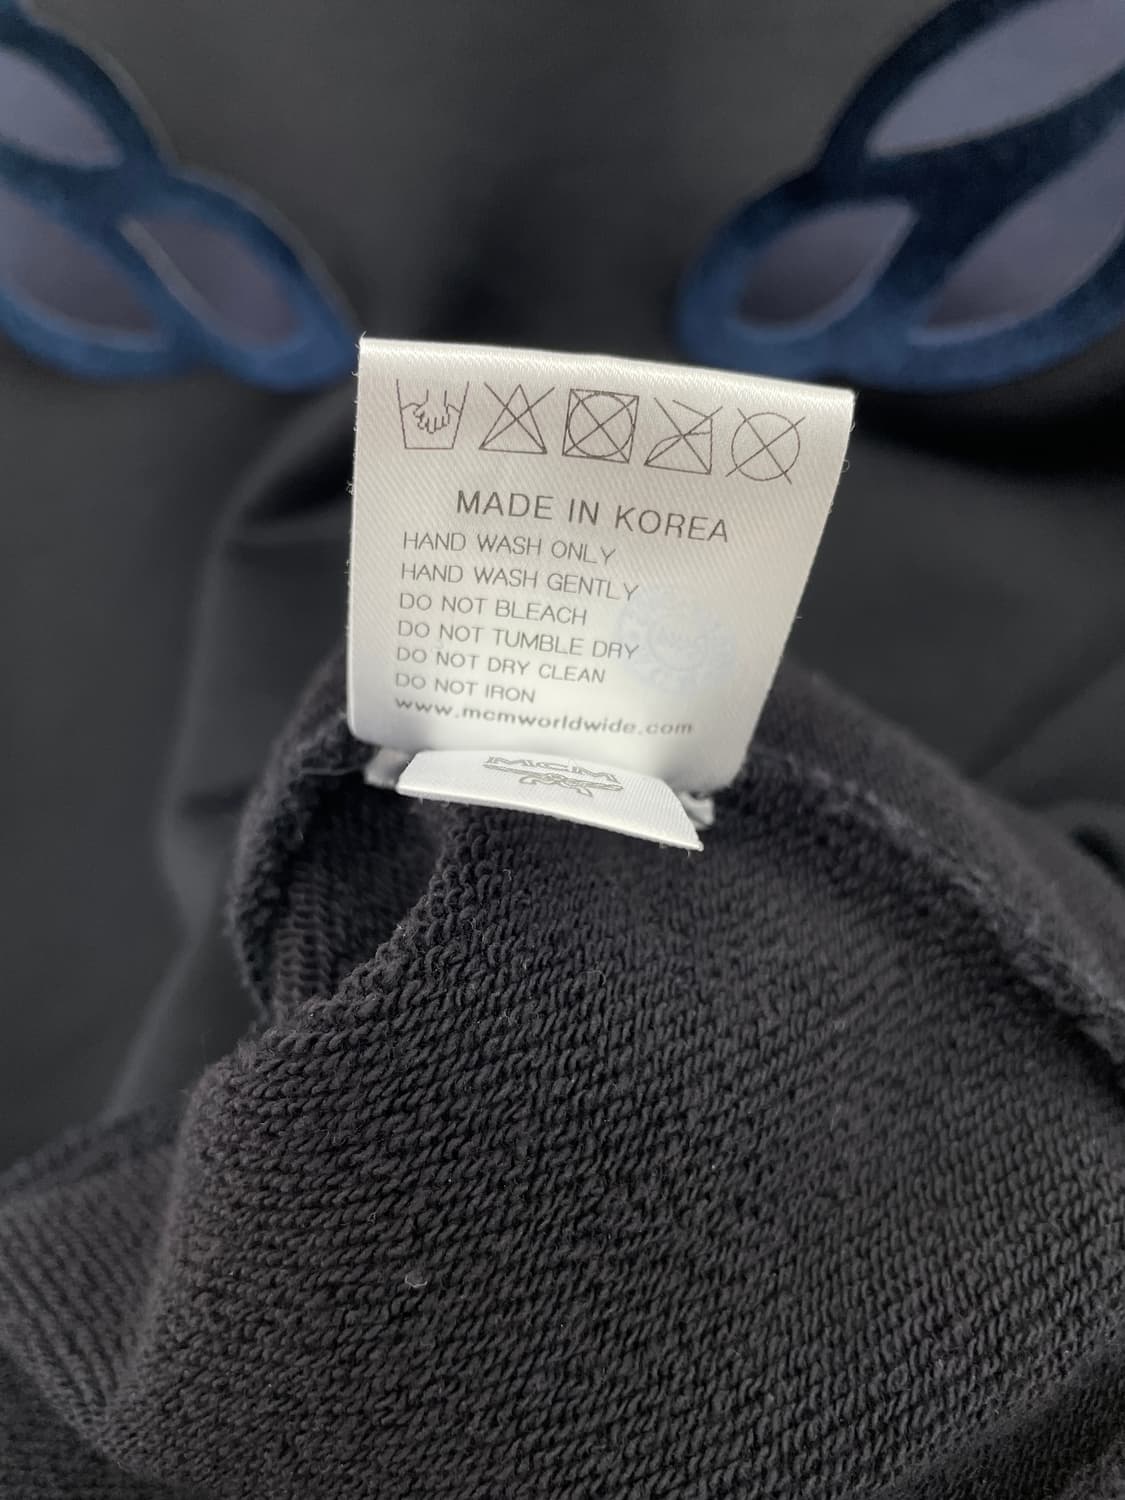 MADE IN KOREA
HAND WASH ONLY
HAND WASH GENTLY
DO NOT BLEACH
DO NOT TUMBLE DRY
DO NOT DRY CLEAN
DO NOT IRON
www.mcmworldwide.com
MCM